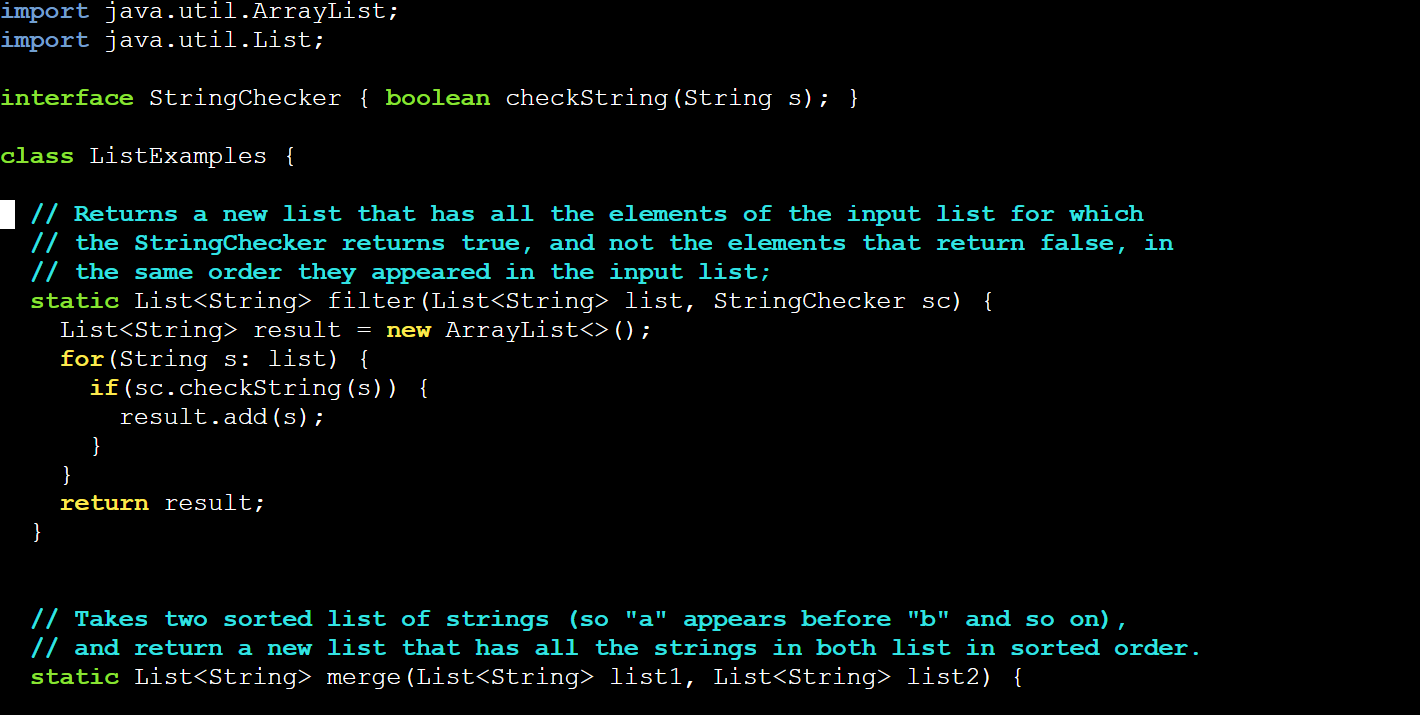 import java.util.ArrayList;
import java.util.List;

interface StringChecker { boolean checkString(String s); }

class ListExamples {

  // Returns a new list that has all the elements of the input list for which
  // the StringChecker returns true, and not the elements that return false, in
  // the same order they appeared in the input list;
  static List<String> filter(List<String> list, StringChecker sc) {
    List<String> result = new ArrayList<>();
    for(String s: list) {
      if(sc.checkString(s)) {
        result.add(s);
      }
    }
    return result;
  }


  // Takes two sorted list of strings (so "a" appears before "b" and so on),
  // and return a new list that has all the strings in both list in sorted order.
  static List<String> merge(List<String> list1, List<String> list2) {